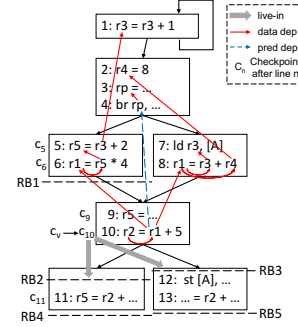 live-in
data dep
pred dep
Cn Checkpoint
after line n
1: r3 = r3 + 1
2: r4 = 8
3: rp = ...
4: br rp, ...
c5 5: r5 = r3 + 2
c6 6: r1 = r5 * 4
7: ld r3, [A]
8: r1 = r3 + r4
RB1
c9 9: r5 = ...
cv c10 10: r2 = r1 + 5
RB2
RB3
c11 11: r5 = r2 + ...
12: st [A], ...
13: ... = r2 + ...
RB4
RB5